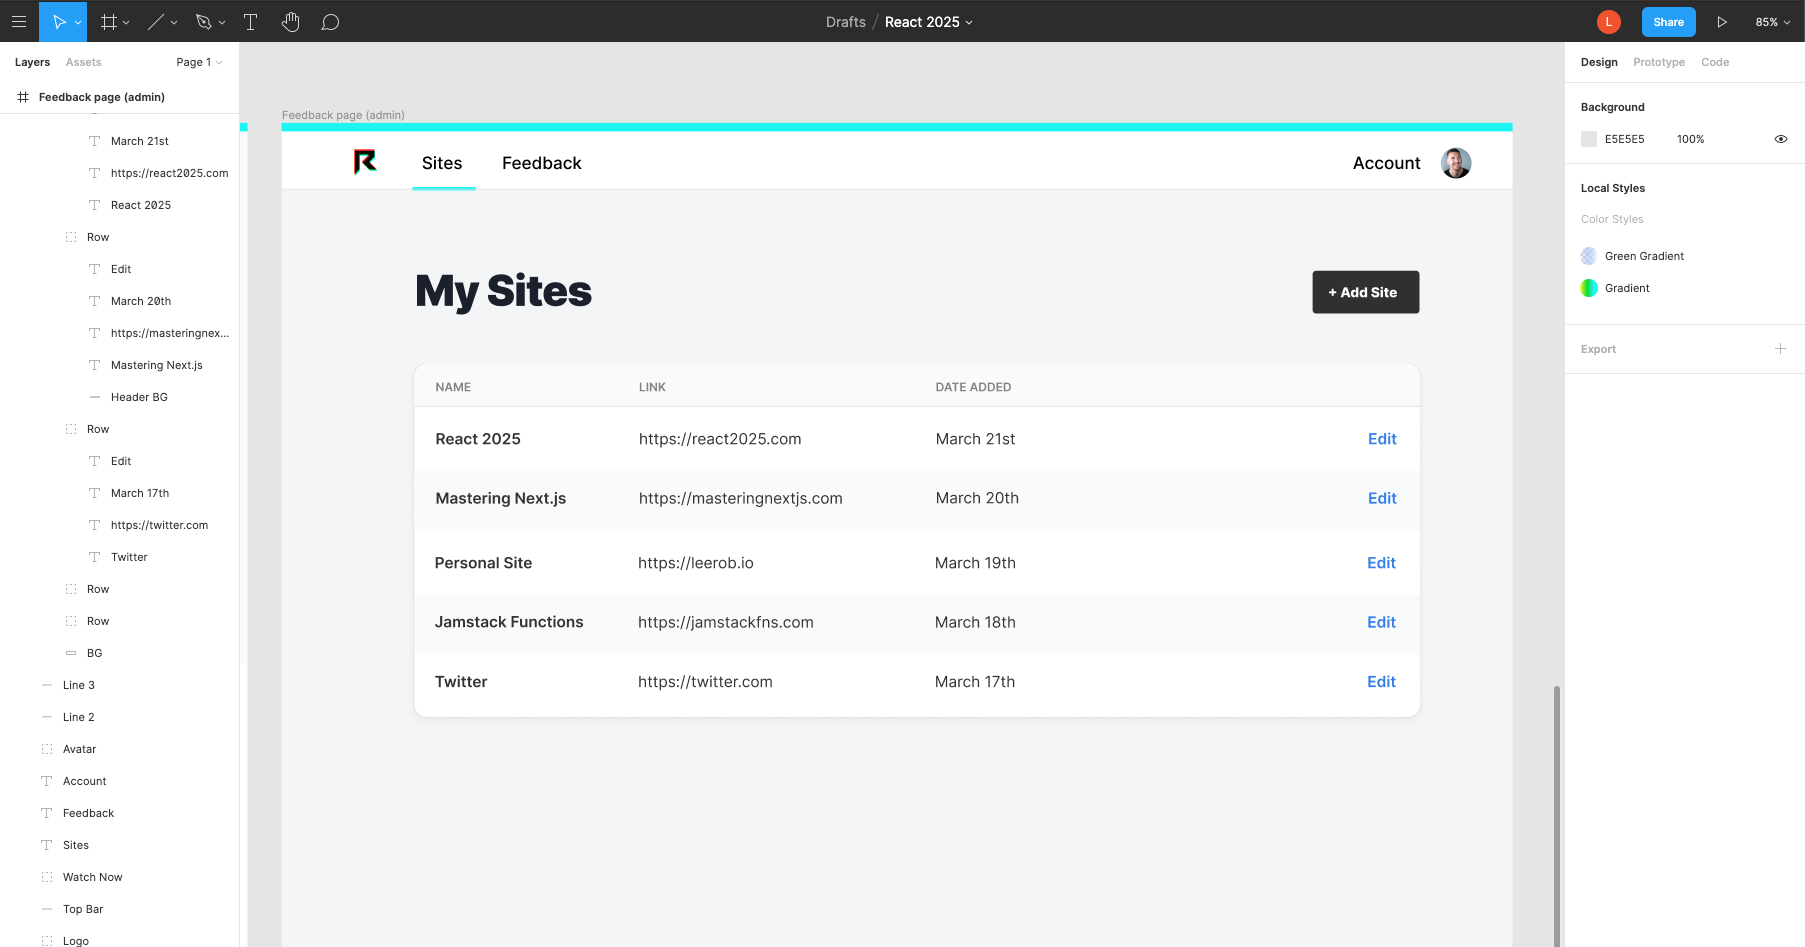 Drafts / React 2025
L
Share
85%
Layers
Assets
Page 1
Feedback page (admin)
March 21st
https://react2025.com
React 2025
Row
Edit
March 20th
https://masteringnex...
Mastering Next.js
Header BG
Row
Edit
March 17th
https://twitter.com
Twitter
Row
Row
BG
Line 3
Line 2
Avatar
Account
Feedback
Sites
Watch Now
Top Bar
Logo
Feedback page (admin)
Sites
Feedback
Account
My Sites
+ Add Site
NAME LINK DATE ADDED
React 2025 https://react2025.com March 21st Edit
Mastering Next.js https://masteringnextjs.com March 20th Edit
Personal Site https://leerob.io March 19th Edit
Jamstack Functions https://jamstackfns.com March 18th Edit
Twitter https://twitter.com March 17th Edit
Design
Prototype
Code
Background
E5E5E5 100%
Local Styles
Color Styles
Green Gradient
Gradient
Export